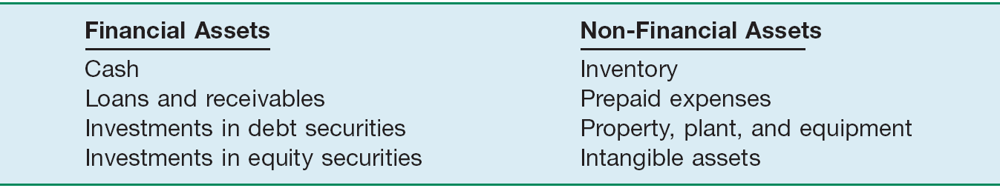 Financial Assets
Cash
Loans and receivables
Investments in debt securities
Investments in equity securities
Non-Financial Assets
Inventory
Prepaid expenses
Property, plant, and equipment
Intangible assets